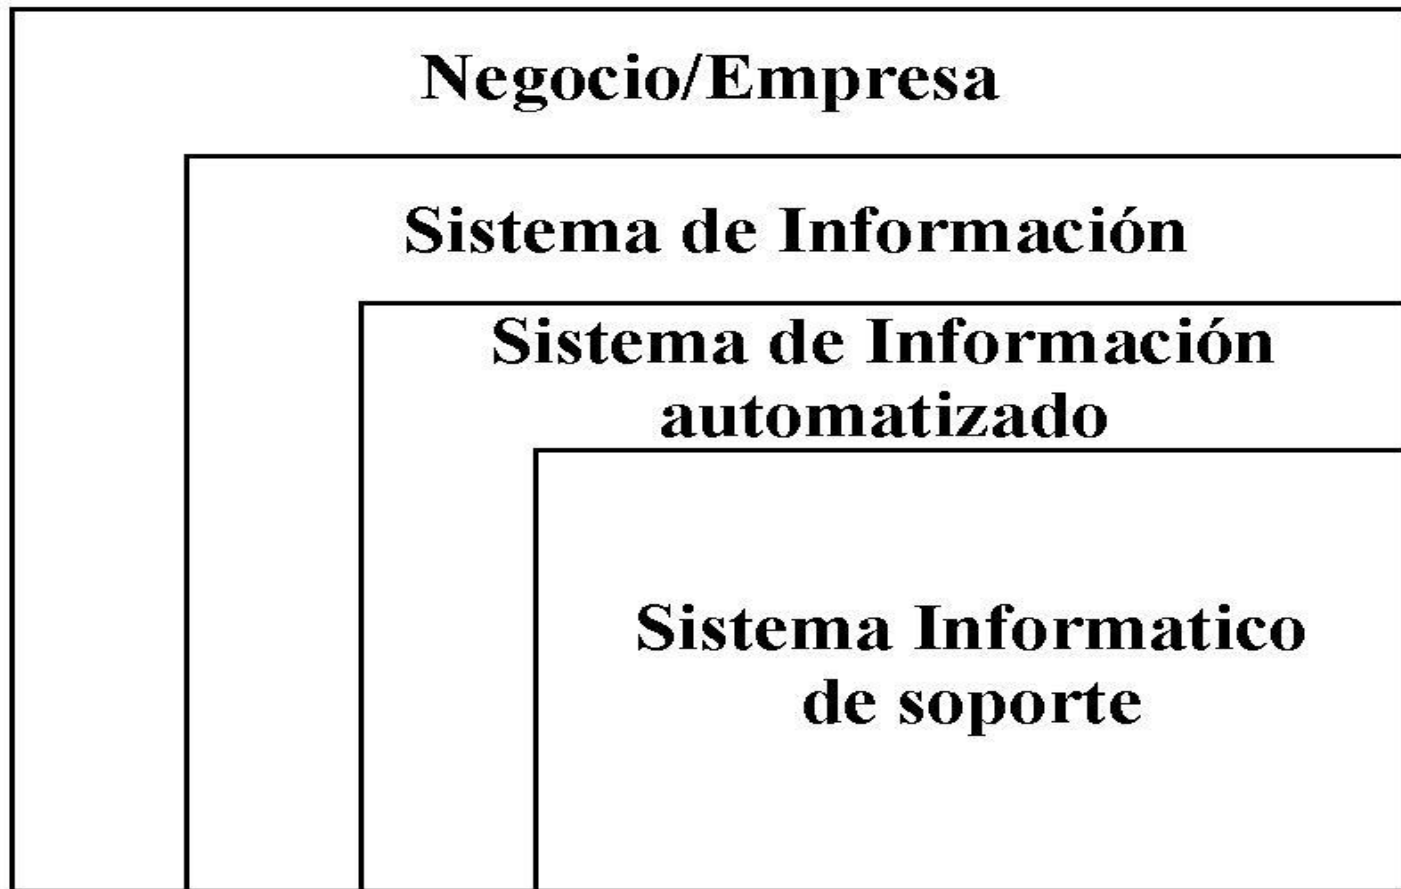 Negocio/Empresa
Sistema de Información
Sistema de Información
automatizado
Sistema Informatico
de soporte